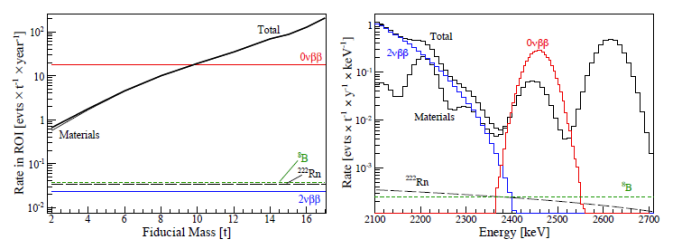 Rate in ROI [evts × t⁻¹ × year⁻¹]
10²
10
1
10⁻¹
10⁻²
Total
0νββ
Materials
⁸B
²²²Rn
2νββ
2 4 6 8 10 12 14 16
Fiducial Mass [t]
Rate [evts × t⁻¹ × y⁻¹ × keV⁻¹]
1
10⁻¹
10⁻²
10⁻³
Total
0νββ
2νββ
Materials
²²²Rn
⁸B
2100 2200 2300 2400 2500 2600 2700
Energy [keV]